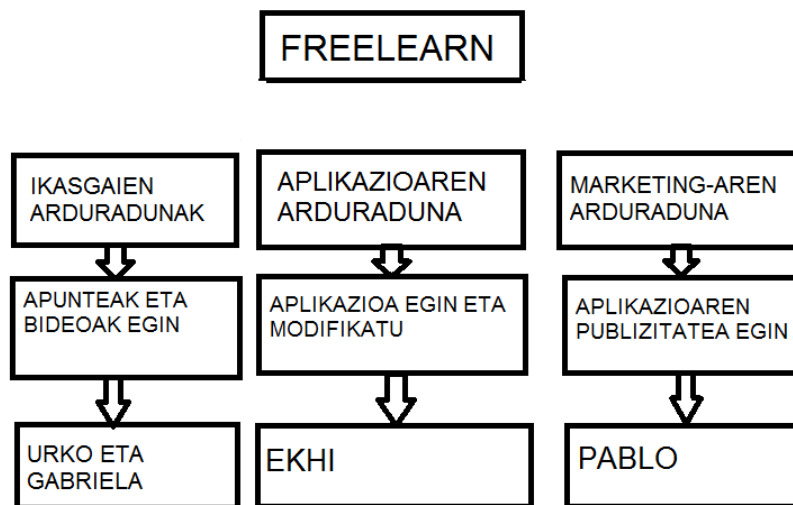 FREELEARN
IKASGAIEN
ARDURADUNAK
APLIKAZIOAREN
ARDURADUNA
MARKETING-AREN
ARDURADUNA
APUNTEAK ETA
BIDEOAK EGIN
APLIKAZIOA EGIN ETA
MODIFIKATU
APLIKAZIOAREN
PUBLIZITATEA EGIN
URKO ETA
GABRIELA
EKHI
PABLO